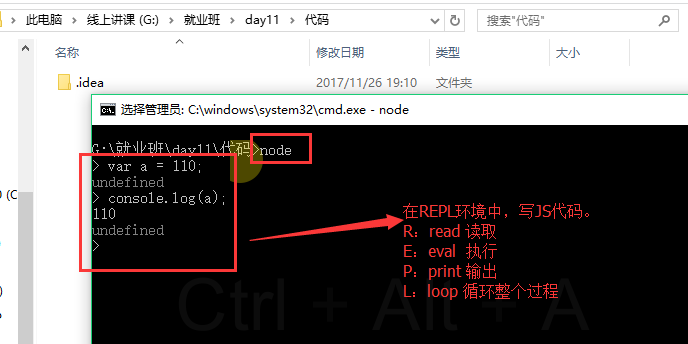 此电脑 > 线上讲课 (G:) > 就业班 > day11 > 代码
搜索"代码"
名称 修改日期 类型 大小
.idea 2017/11/26 19:10 文件夹
选择管理员: C:\windows\system32\cmd.exe - node
G:\就业班\day11\代码>node
> var a = 110;
undefined
> console.log(a);
110
undefined
>
在REPL环境中，写JS代码。
R：read 读取
E：eval 执行
P：print 输出
L：loop 循环整个过程
Ctrl + Alt + A